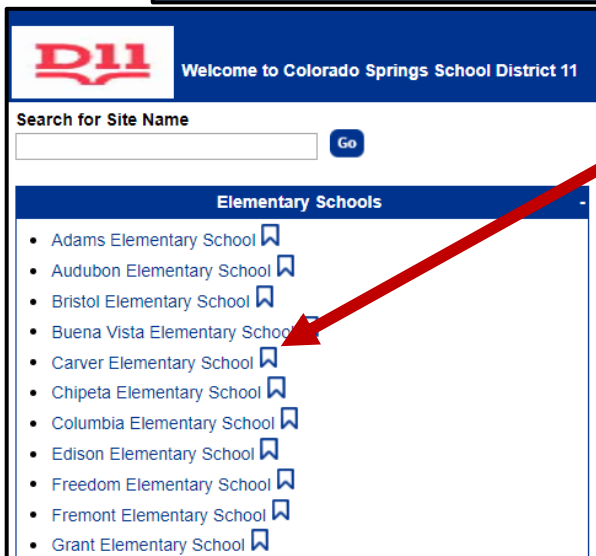 D11
Welcome to Colorado Springs School District 11
Search for Site Name
Go
Elementary Schools -
Adams Elementary School
Audubon Elementary School
Bristol Elementary School
Buena Vista Elementary School
Carver Elementary School
Chipeta Elementary School
Columbia Elementary School
Edison Elementary School
Freedom Elementary School
Fremont Elementary School
Grant Elementary School